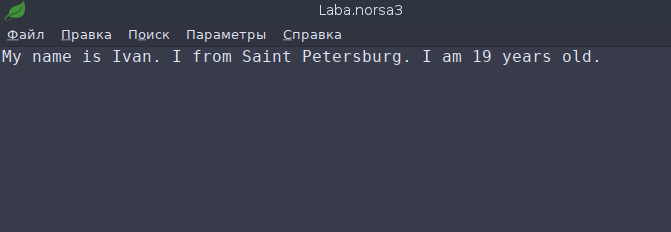 Laba.norsa3
Файл Правка Поиск Параметры Справка
My name is Ivan. I from Saint Petersburg. I am 19 years old.